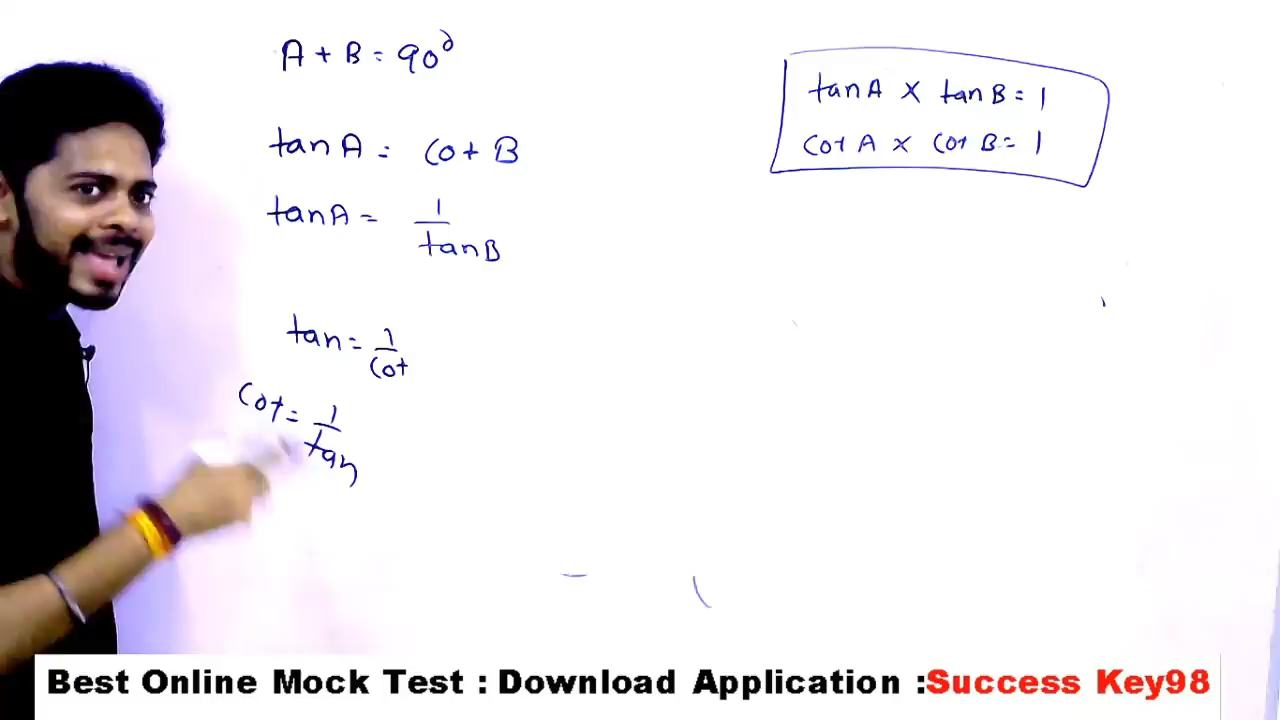 A + B = 90°
tan A = Cot B
tan A = 1/tan B
tan = 1/Cot
Cot = 1/tan
tan A × tan B = 1
Cot A × Cot B = 1
Best Online Mock Test : Download Application :Success Key98